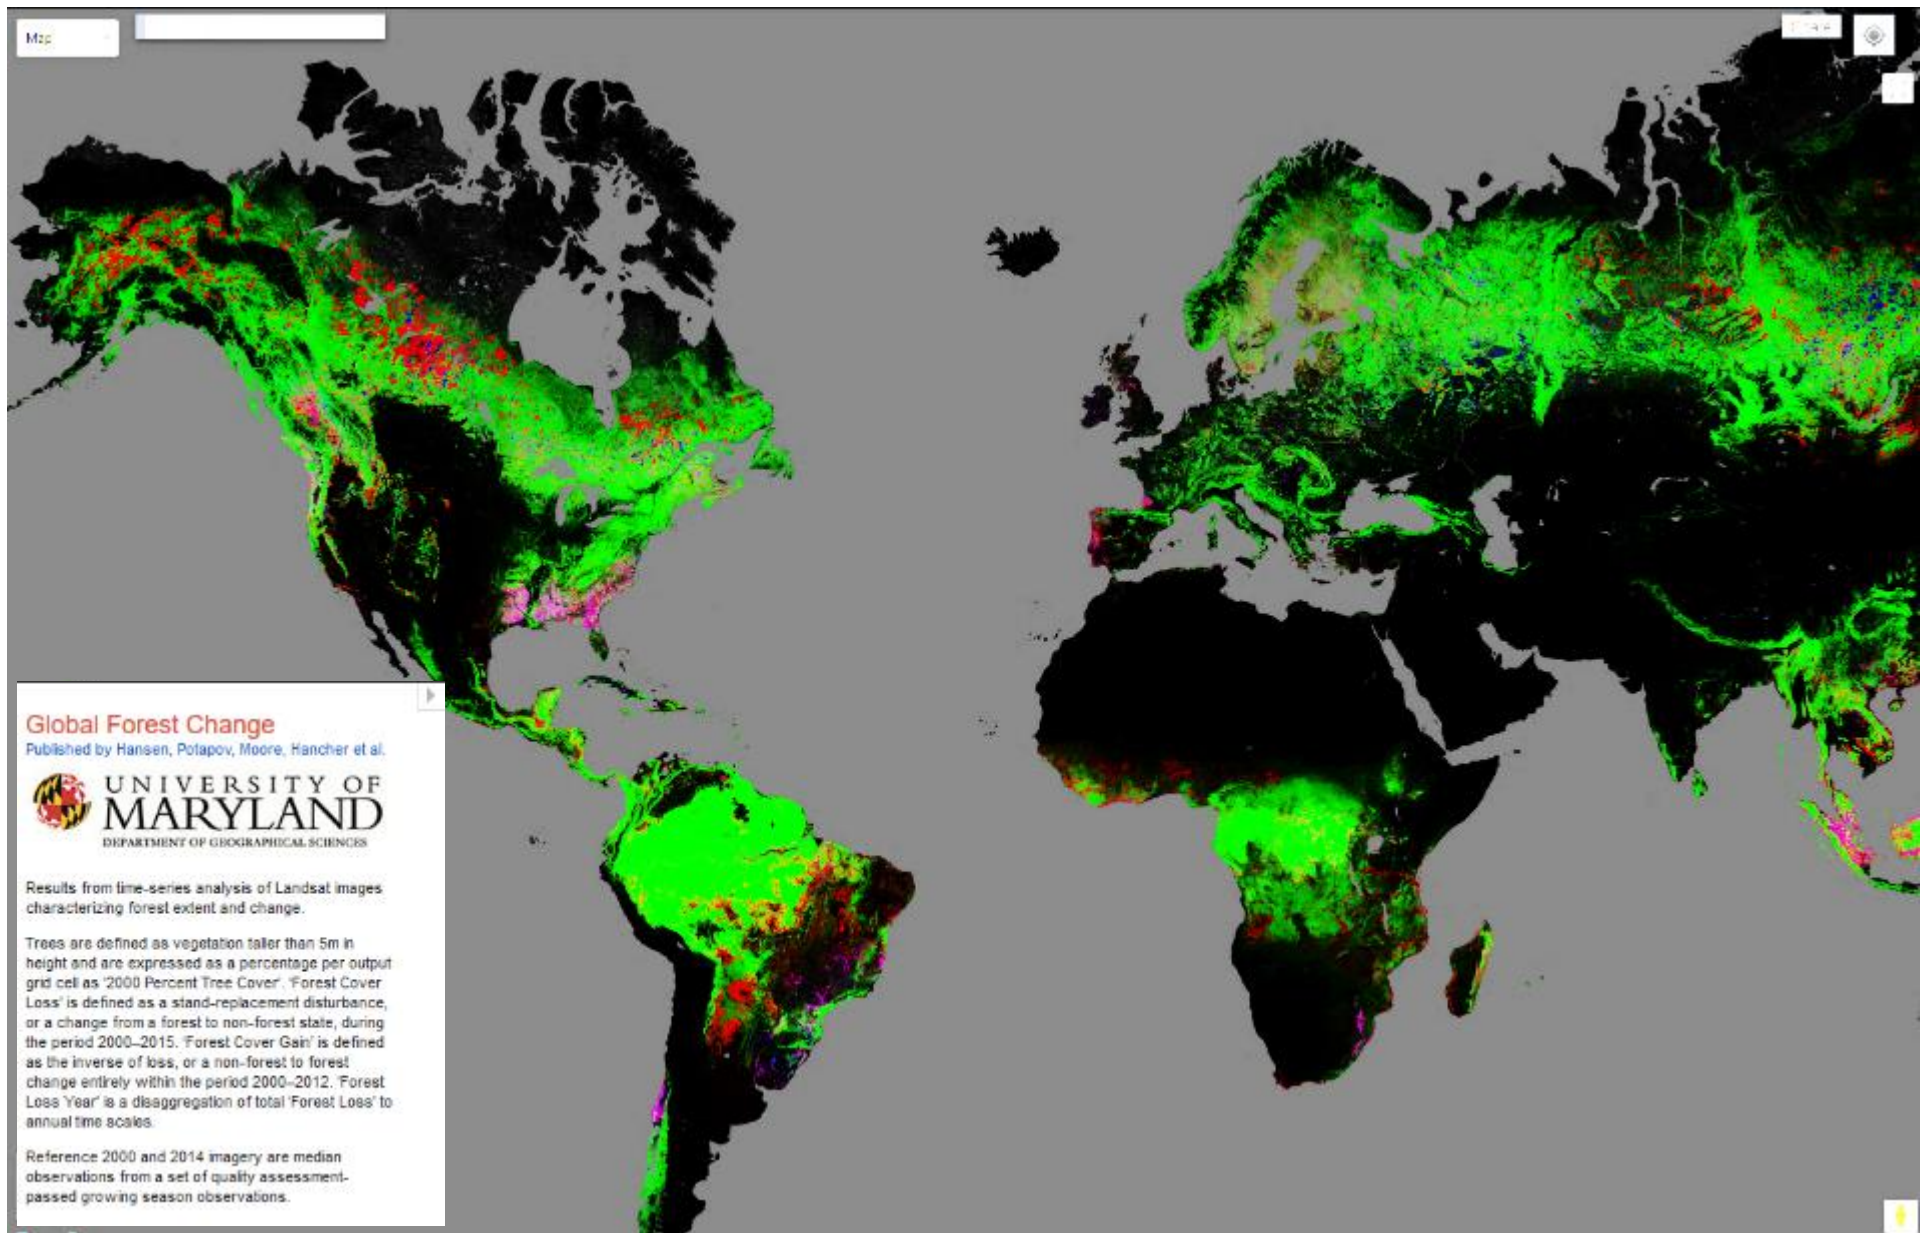 Map
Global Forest Change
Published by Hansen, Potapov, Moore, Hancher et al.
UNIVERSITY OF
MARYLAND
DEPARTMENT OF GEOGRAPHICAL SCIENCES
Results from time-series analysis of Landsat images
characterizing forest extent and change.
Trees are defined as vegetation taller than 5m in
height and are expressed as a percentage per output
grid cell as '2000 Percent Tree Cover'. 'Forest Cover
Loss' is defined as a stand-replacement disturbance,
or a change from a forest to non-forest state, during
the period 2000–2015. 'Forest Cover Gain' is defined
as the inverse of loss, or a non-forest to forest
change entirely within the period 2000–2012. 'Forest
Loss Year' is a disaggregation of total 'Forest Loss' to
annual time scales.
Reference 2000 and 2014 imagery are median
observations from a set of quality assessment-
passed growing season observations.